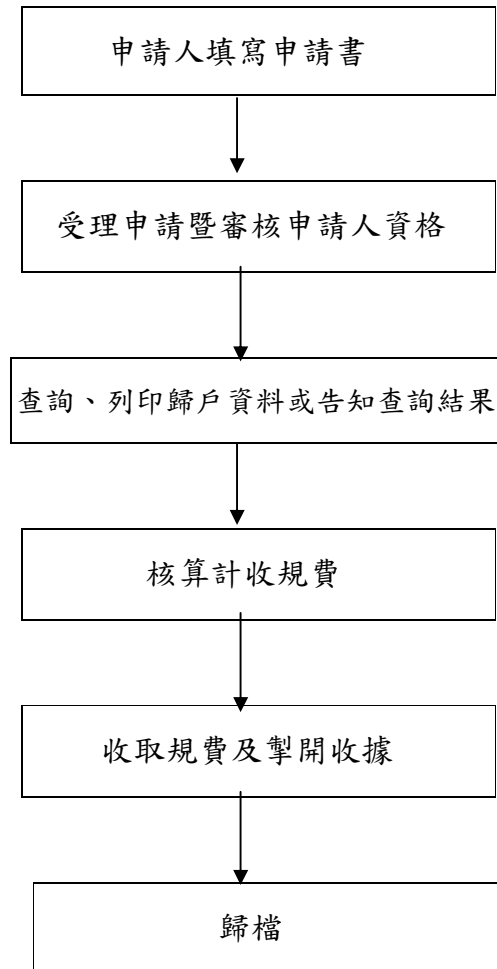 申請人填寫申請書
受理申請暨審核申請人資格
查詢、列印歸戶資料或告知查詢結果
核算計收規費
收取規費及掣開收據
歸檔